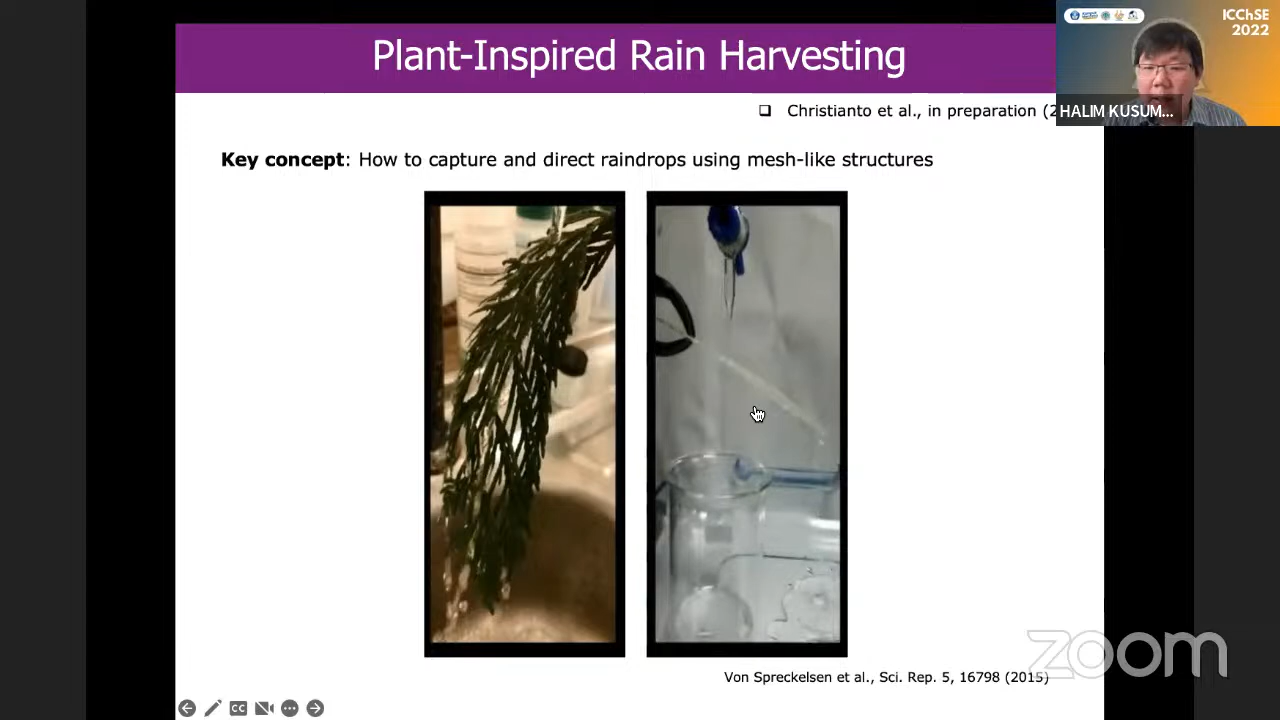 Plant-Inspired Rain Harvesting
ICChSE
2022
Christianto et al., in preparation (2
HALIM KUSUM...
Key concept: How to capture and direct raindrops using mesh-like structures
Von Spreckelsen et al., Sci. Rep. 5, 16798 (2015)
zoom
CC